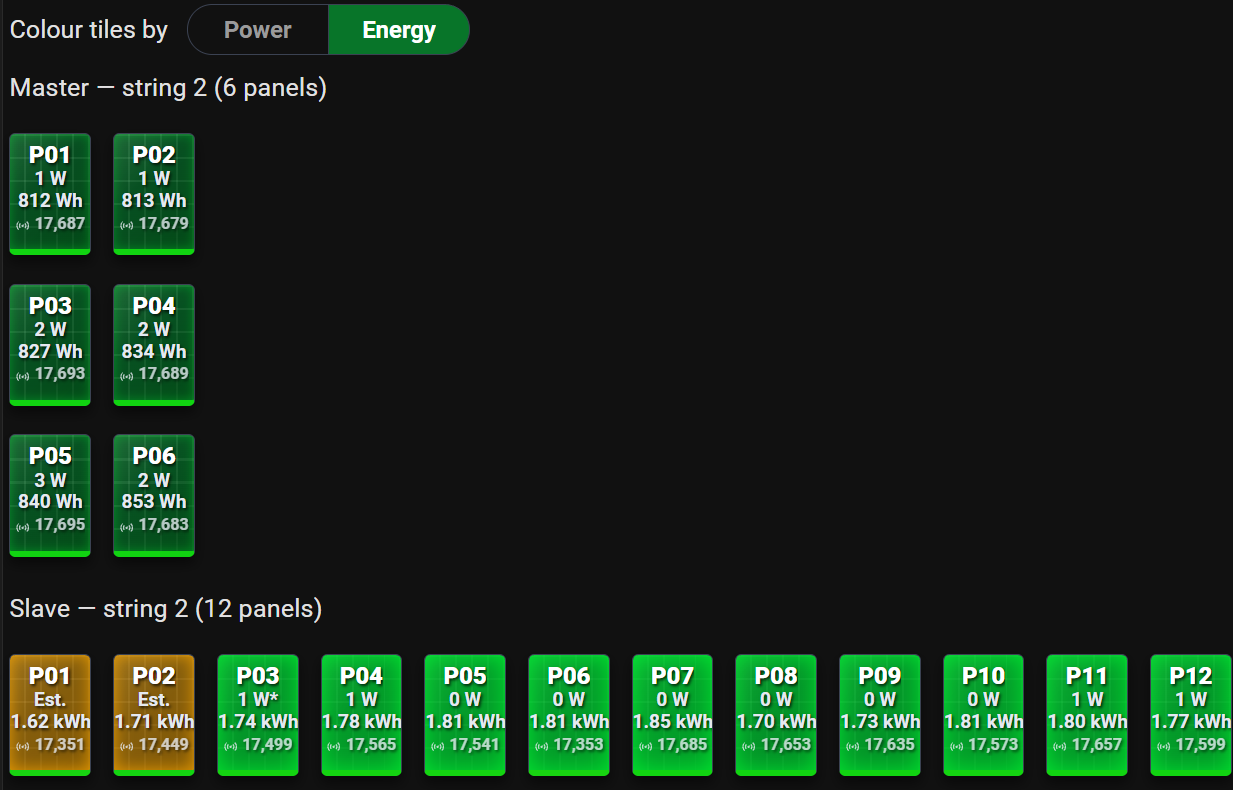 Colour tiles by Power Energy
Master — string 2 (6 panels)
P01 P02
1 W 1 W
812 Wh 813 Wh
17,687 17,679
P03 P04
2 W 2 W
827 Wh 834 Wh
17,693 17,689
P05 P06
3 W 2 W
840 Wh 853 Wh
17,695 17,683
Slave — string 2 (12 panels)
P01 P02 P03 P04 P05 P06 P07 P08 P09 P10 P11 P12
Est. Est. 1 W* 1 W 0 W 0 W 0 W 0 W 0 W 0 W 1 W 1 W
1.62 kWh 1.71 kWh 1.74 kWh 1.78 kWh 1.81 kWh 1.81 kWh 1.85 kWh 1.70 kWh 1.73 kWh 1.81 kWh 1.80 kWh 1.77 kWh
17,351 17,449 17,499 17,565 17,541 17,353 17,685 17,653 17,635 17,573 17,657 17,599